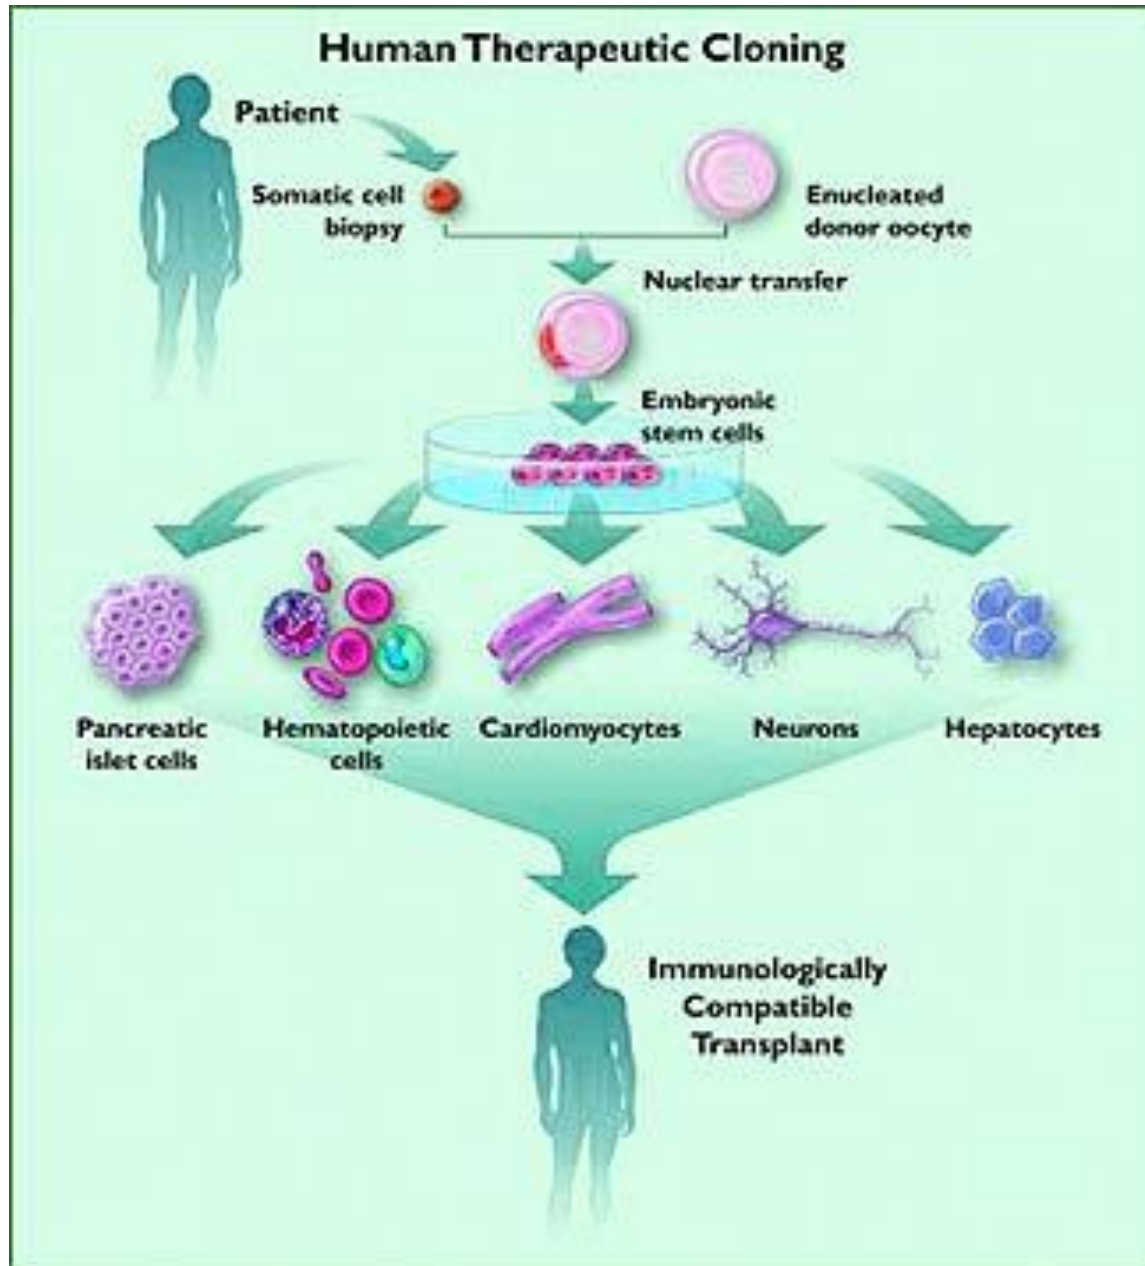 Human Therapeutic Cloning
Patient
Somatic cell
biopsy
Enucleated
donor oocyte
Nuclear transfer
Embryonic
stem cells
Pancreatic
islet cells
Hematopoietic
cells
Cardiomyocytes
Neurons
Hepatocytes
Immunologically
Compatible
Transplant